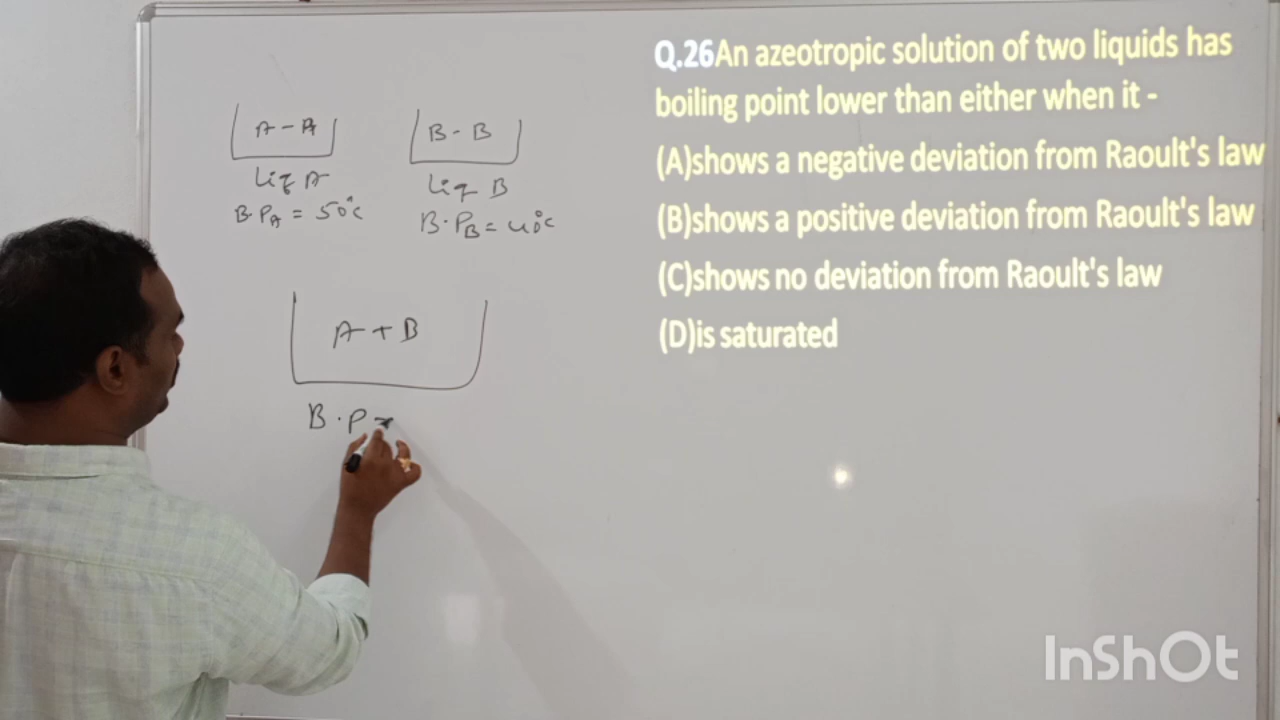 Q.26An azeotropic solution of two liquids has
boiling point lower than either when it -
(A)shows a negative deviation from Raoult's law
(B)shows a positive deviation from Raoult's law
(C)shows no deviation from Raoult's law
(D)is saturated
A - A
Liq A
B.P_A = 50°C
B - B
Liq B
B.P_B = 40°C
A + B
B.P =
InShOt